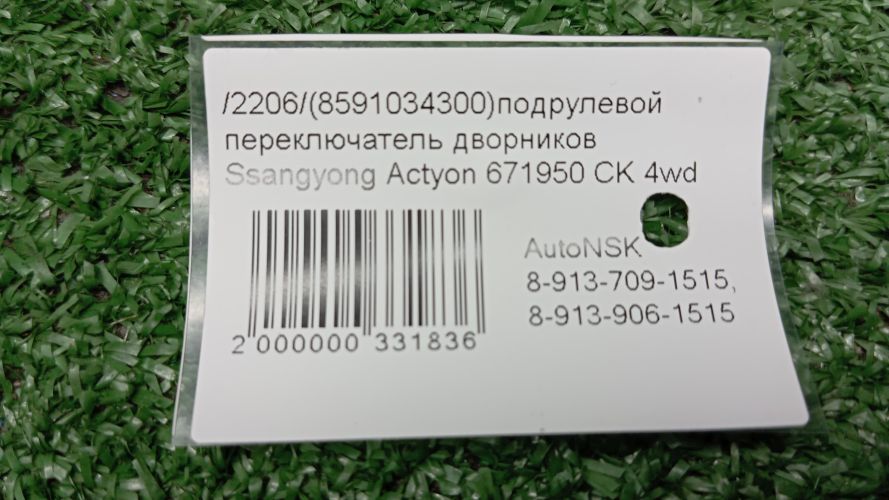 /2206/(8591034300)подрулевой
переключатель дворников
Ssangyong Actyon 671950 CK 4wd
AutoNSK
8-913-709-1515,
8-913-906-1515
2 000000 331836